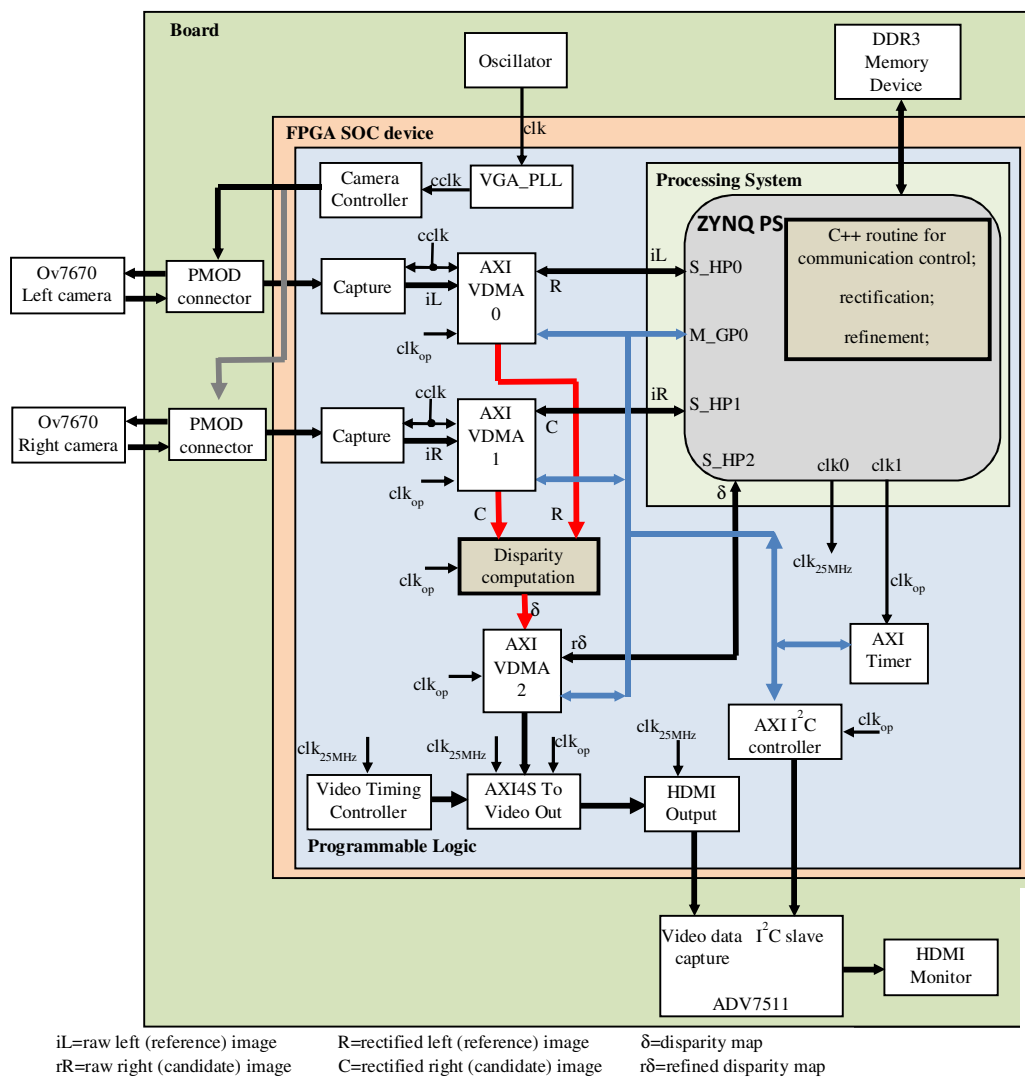 Board
Oscillator
DDR3
Memory
Device
clk
FPGA SOC device
Camera
Controller
cclk
VGA_PLL
Processing System
ZYNQ PS
C++ routine for
communication control;
rectification;
refinement;
Ov7670
Left camera
PMOD
connector
Capture
cclk
iL
AXI
VDMA
0
iL
R
S_HP0
clkop
M_GP0
Ov7670
Right camera
PMOD
connector
Capture
cclk
iR
AXI
VDMA
1
iR
C
S_HP1
clkop
S_HP2
δ
clk0
clk1
C
R
Disparity
computation
clkop
clk25MHz
clkop
δ
AXI
VDMA
2
rδ
clkop
AXI
Timer
AXI I2C
controller
clkop
clk25MHz
clk25MHz
clkop
clk25MHz
Video Timing
Controller
AXI4S To
Video Out
HDMI
Output
Programmable Logic
Video data I2C slave
capture
ADV7511
HDMI
Monitor
iL=raw left (reference) image R=rectified left (reference) image δ=disparity map
rR=raw right (candidate) image C=rectified right (candidate) image rδ=refined disparity map